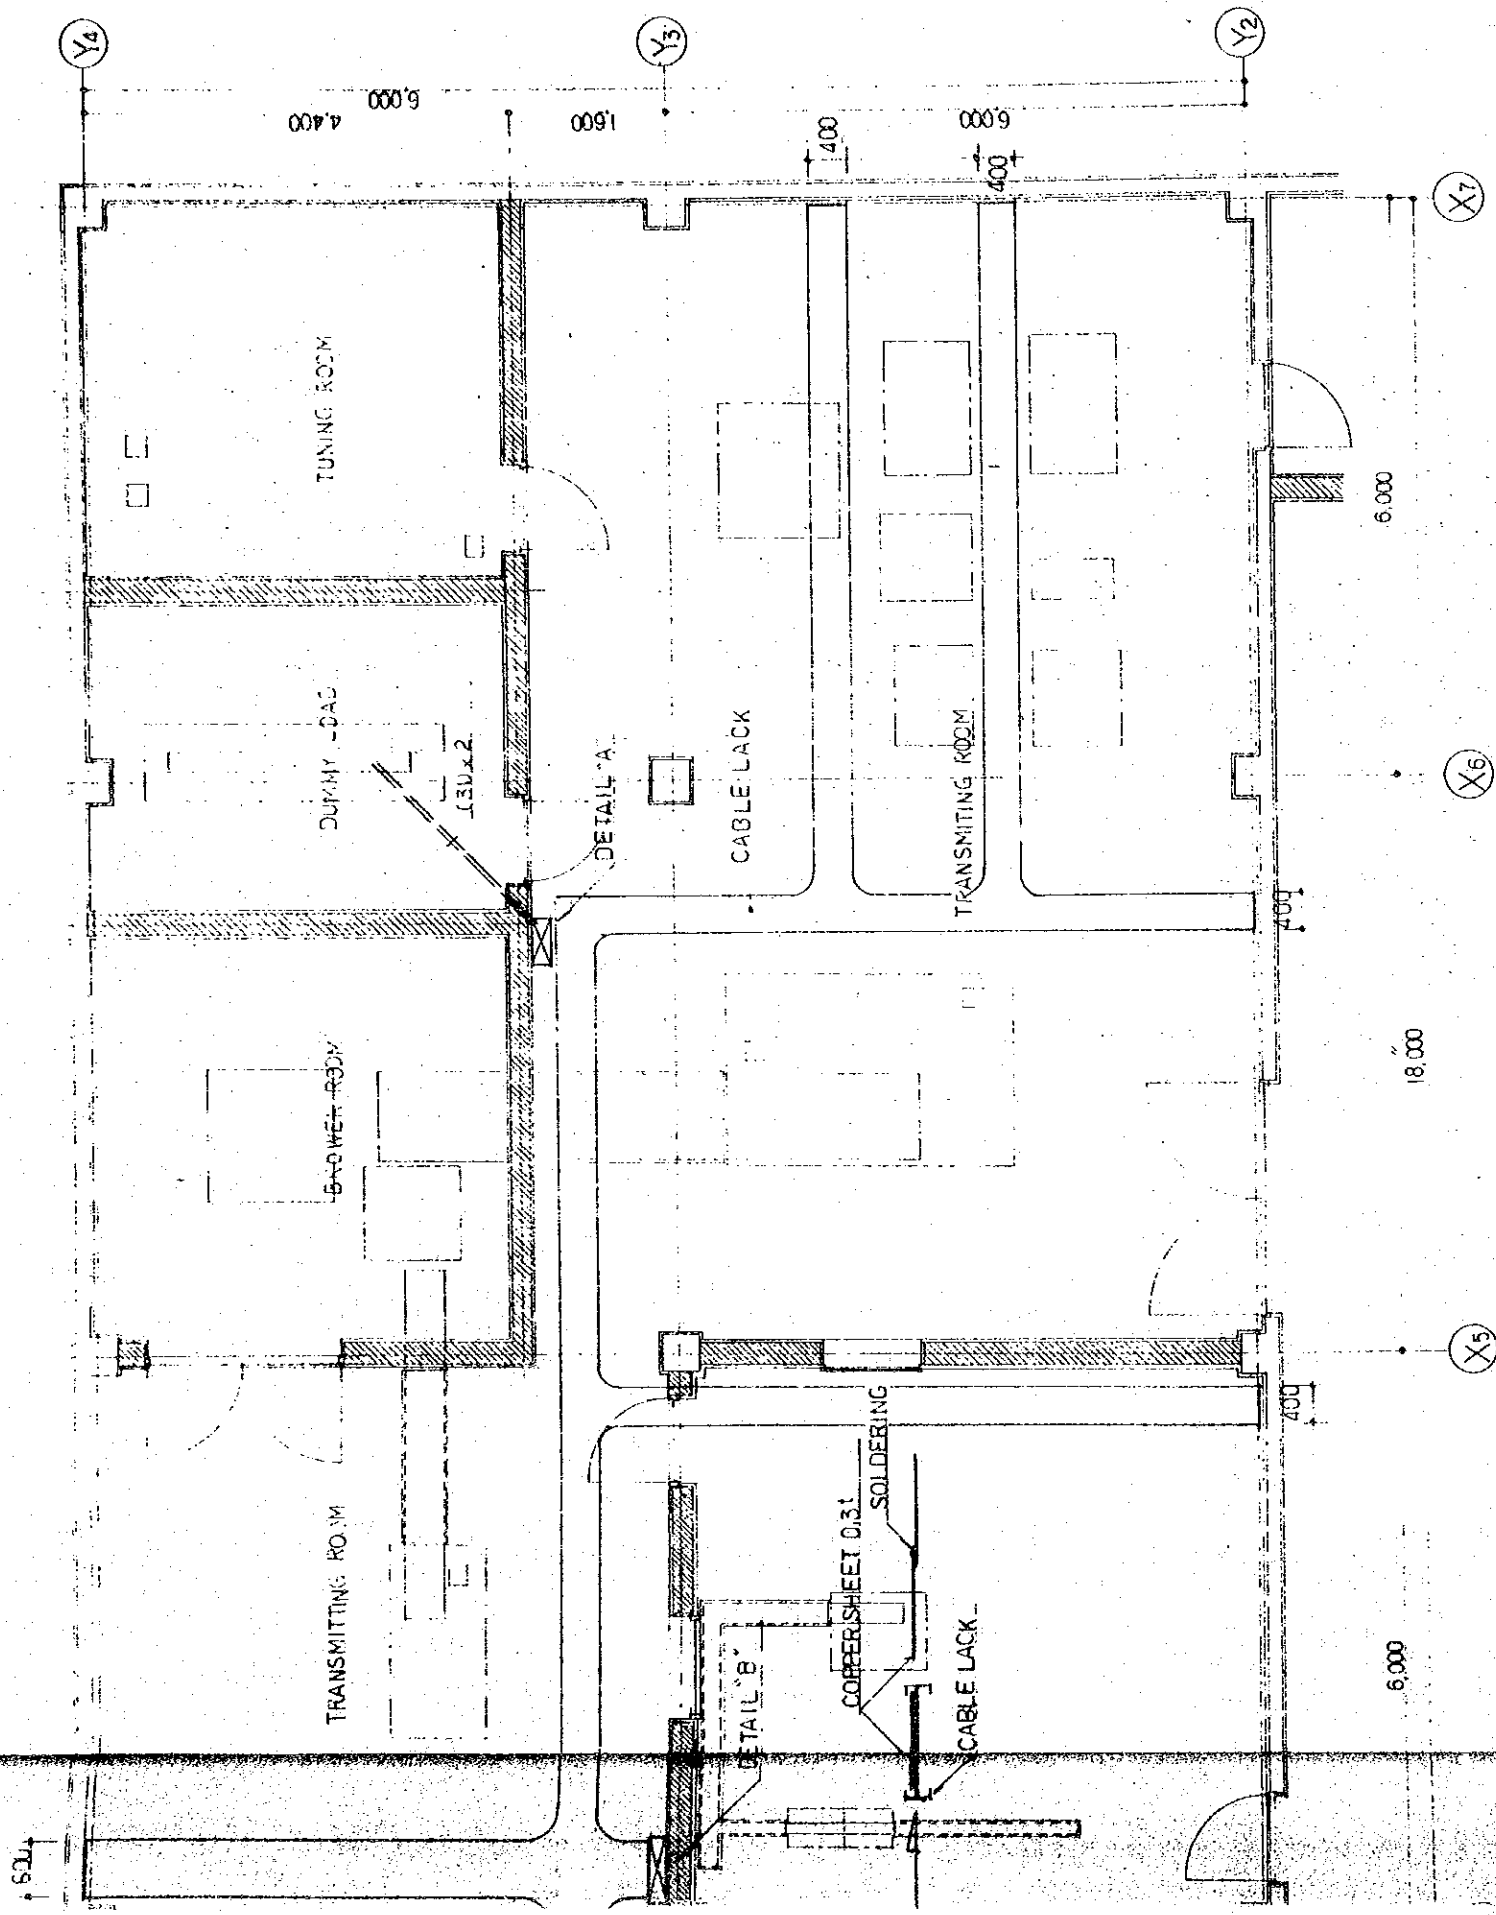 Y4
Y3
Y2
6,000
4,400
1,600
6,000
400
400
X7
TUNING ROOM
6,000
DUMMY LOAD
DETAIL "A"
CABLE LACK
TRANSMITING ROOM
X6
400
BLOWER ROOM
18,000
X5
400
SOLDERING
COPPER SHEET 0.3t
TRANSMITTING ROOM
DETAIL "B"
CABLE LACK
6,000